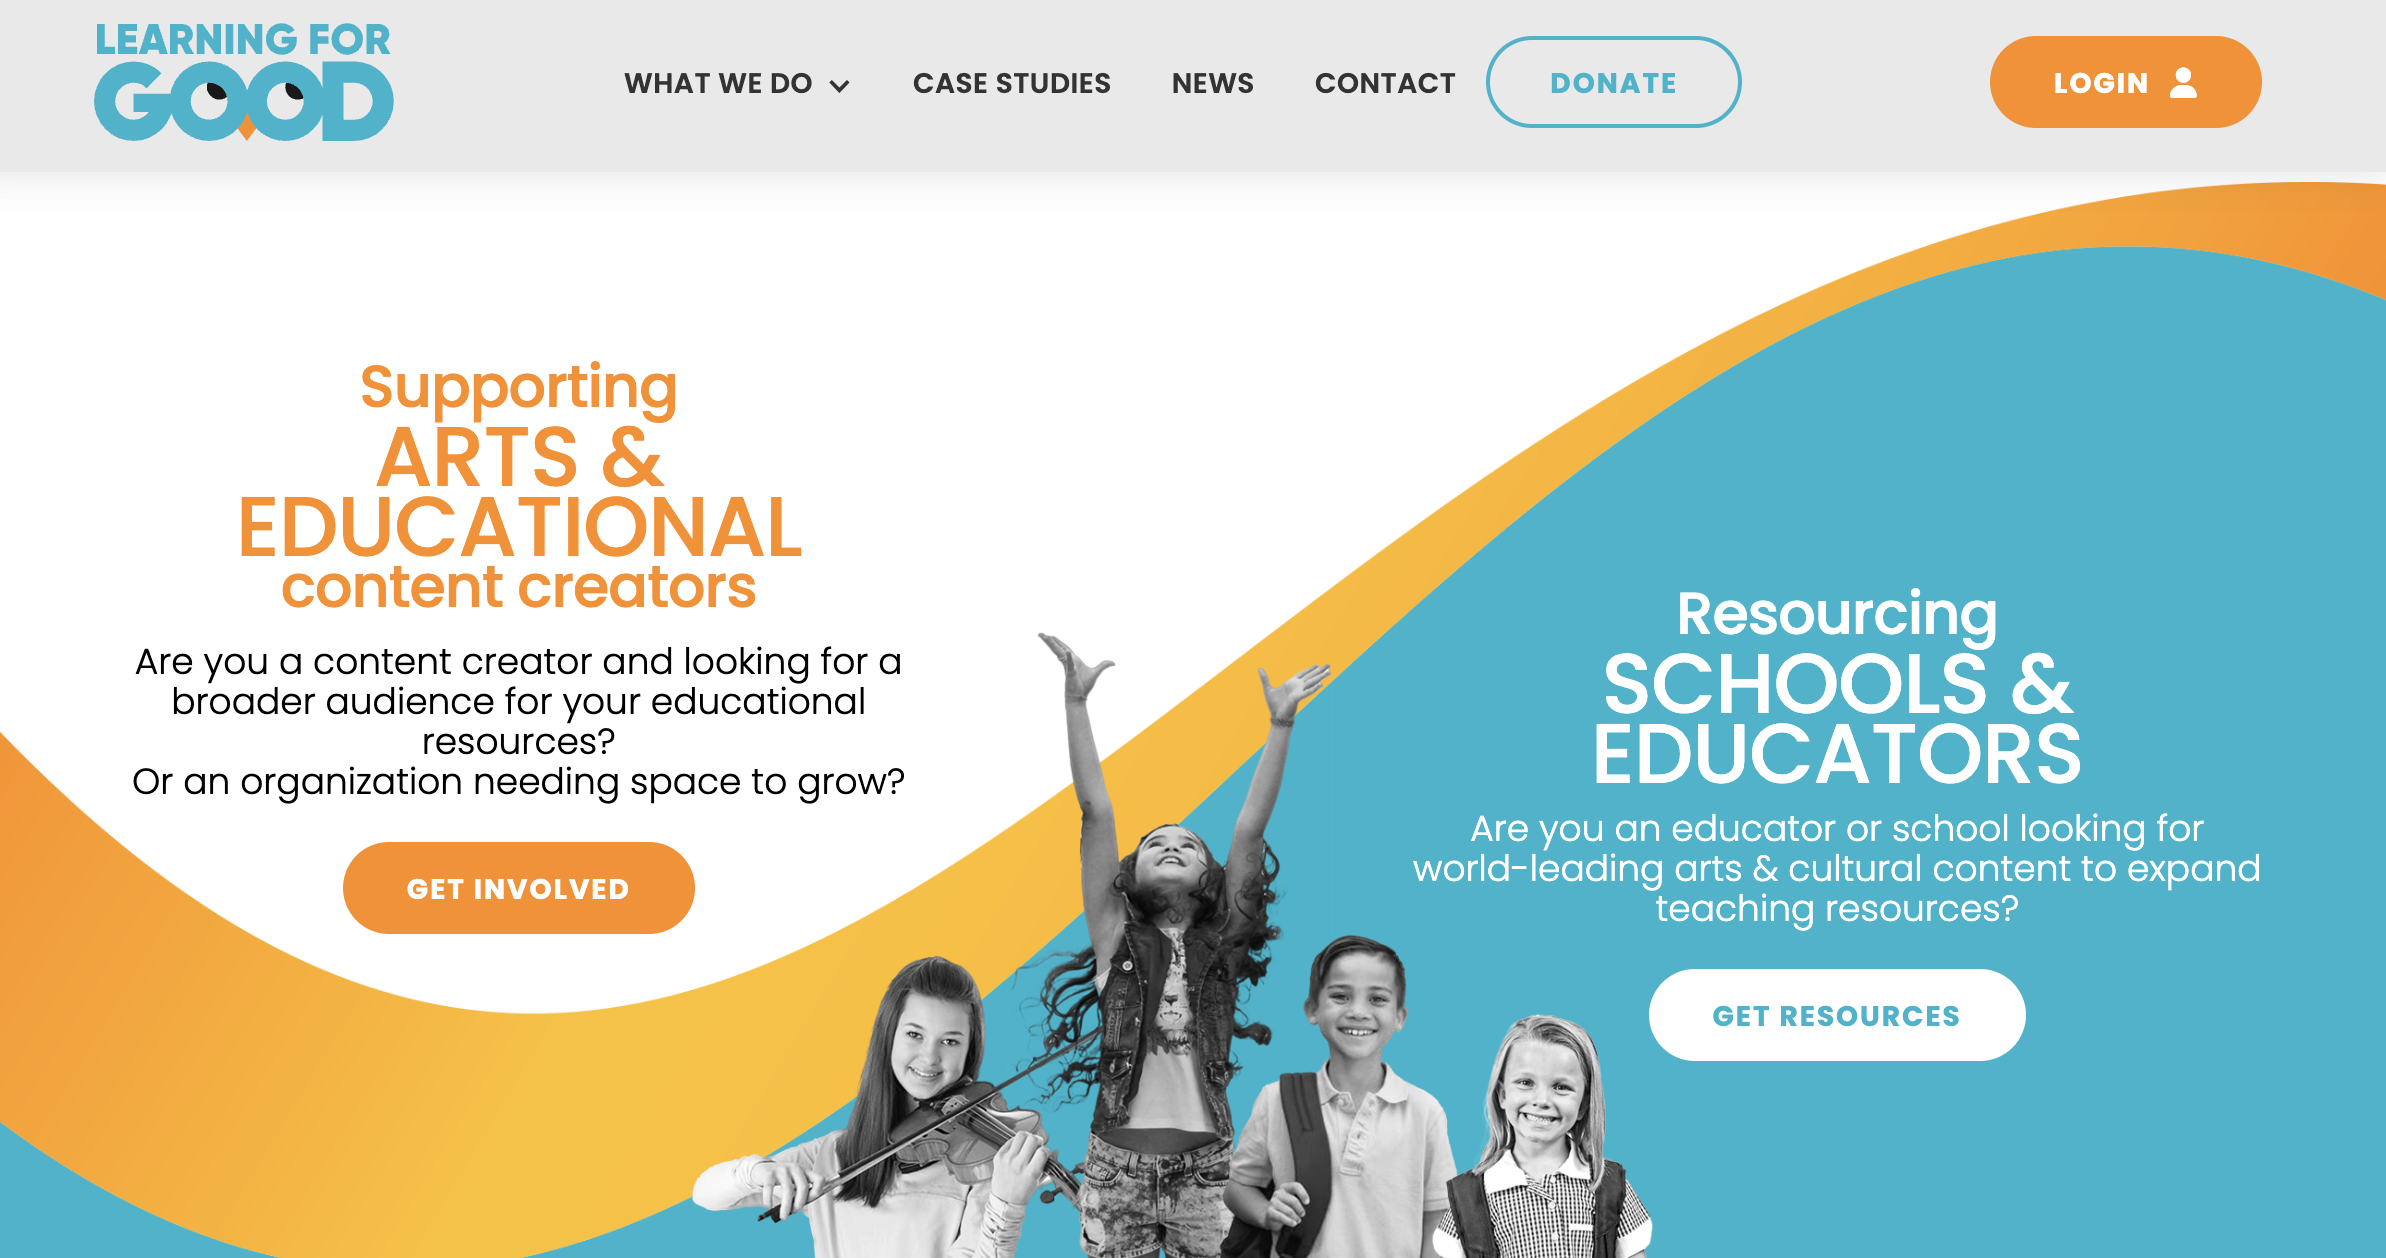 LEARNING FOR
GOOD
WHAT WE DO
CASE STUDIES
NEWS
CONTACT
DONATE
LOGIN
Supporting
ARTS &
EDUCATIONAL
content creators
Are you a content creator and looking for a
broader audience for your educational
resources?
Or an organization needing space to grow?
GET INVOLVED
Resourcing
SCHOOLS &
EDUCATORS
Are you an educator or school looking for
world-leading arts & cultural content to expand
teaching resources?
GET RESOURCES